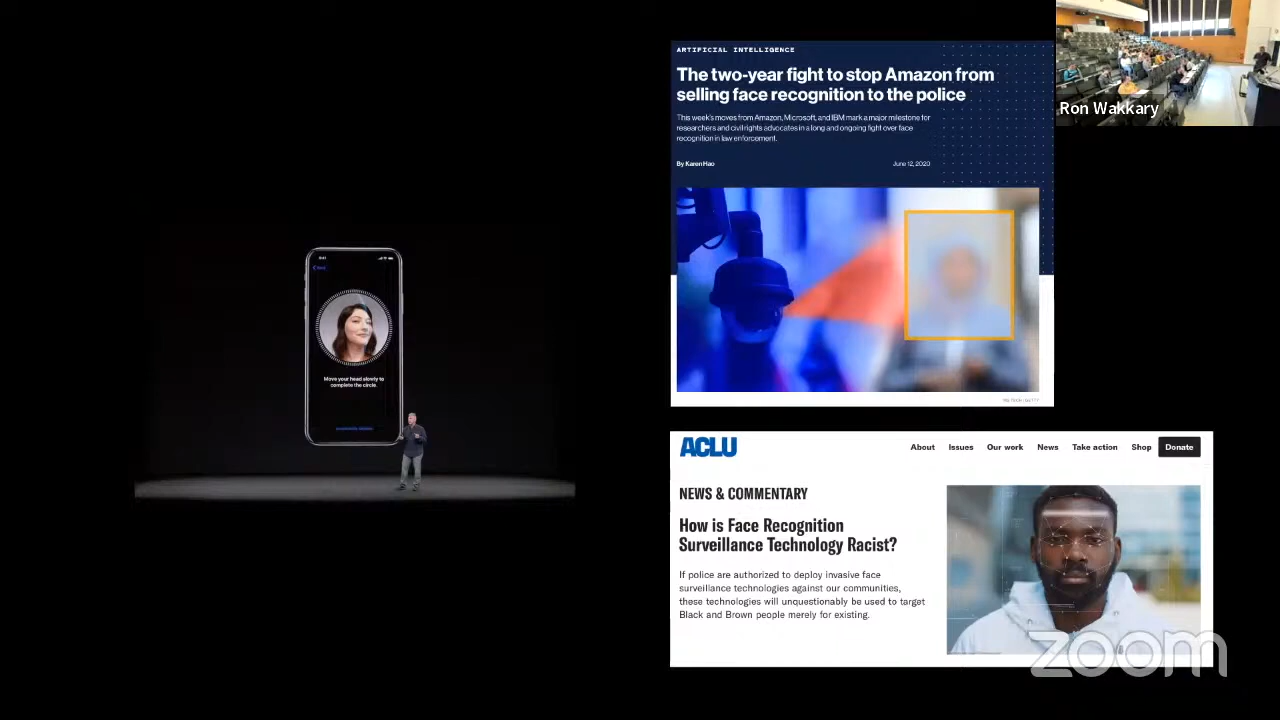 9:41
Move your head slowly to
complete the circle.
ARTIFICIAL INTELLIGENCE
The two-year fight to stop Amazon from
selling face recognition to the police
This week's moves from Amazon, Microsoft, and IBM mark a major milestone for
researchers and civil rights advocates in a long and ongoing fight over face
recognition in law enforcement.
By Karen Hao
June 12, 2020
Ron Wakkary
ACLU
About Issues Our work News Take action Shop Donate
NEWS & COMMENTARY
How is Face Recognition
Surveillance Technology Racist?
If police are authorized to deploy invasive face
surveillance technologies against our communities,
these technologies will unquestionably be used to target
Black and Brown people merely for existing.
zoom